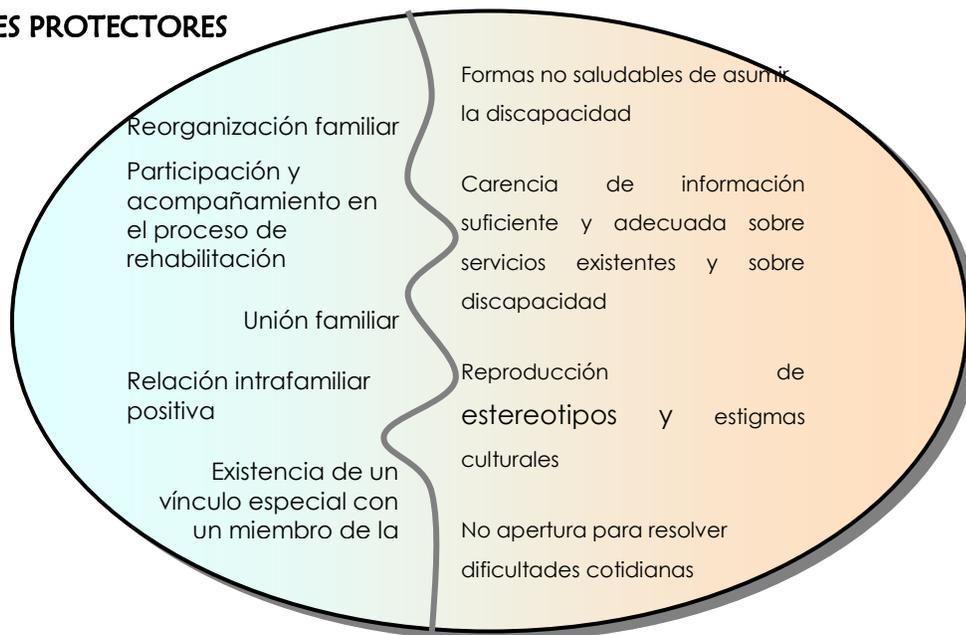 ES PROTECTORES
Reorganización familiar
Participación y
acompañamiento en
el proceso de
rehabilitación
Unión familiar
Relación intrafamiliar
positiva
Existencia de un
vínculo especial con
un miembro de la
Formas no saludables de asumir
la discapacidad
Carencia de información
suficiente y adecuada sobre
servicios existentes y sobre
discapacidad
Reproducción de
estereotipos y estigmas
culturales
No apertura para resolver
dificultades cotidianas